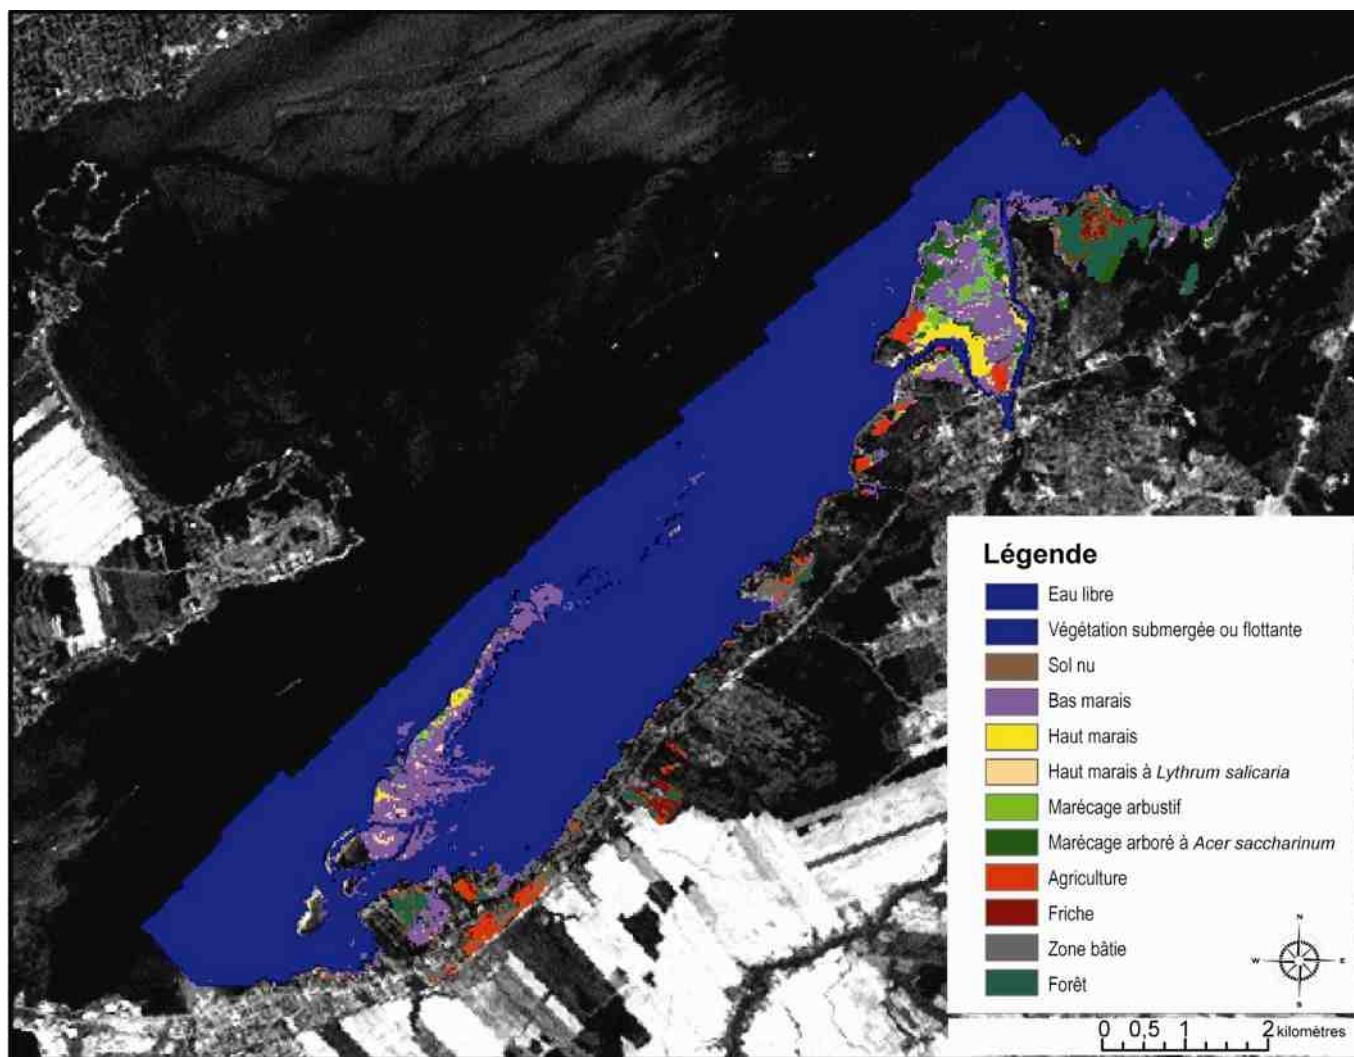 Légende
Eau libre
Végétation submergée ou flottante
Sol nu
Bas marais
Haut marais
Haut marais à Lythrum salicaria
Marécage arbustif
Marécage arboré à Acer saccharinum
Agriculture
Friche
Zone bâtie
Forêt
N
W E
S
0 0.5 1 2 kilomètres